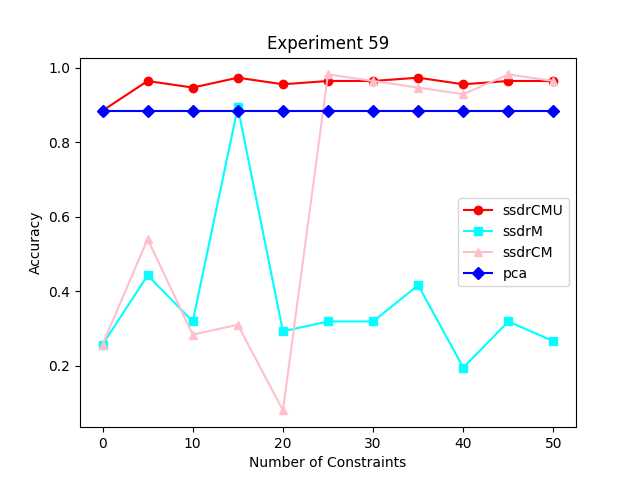 Experiment 59
1.0
0.8
0.6
0.4
0.2
Accuracy
ssdrCMU
ssdrM
ssdrCM
pca
0 10 20 30 40 50
Number of Constraints